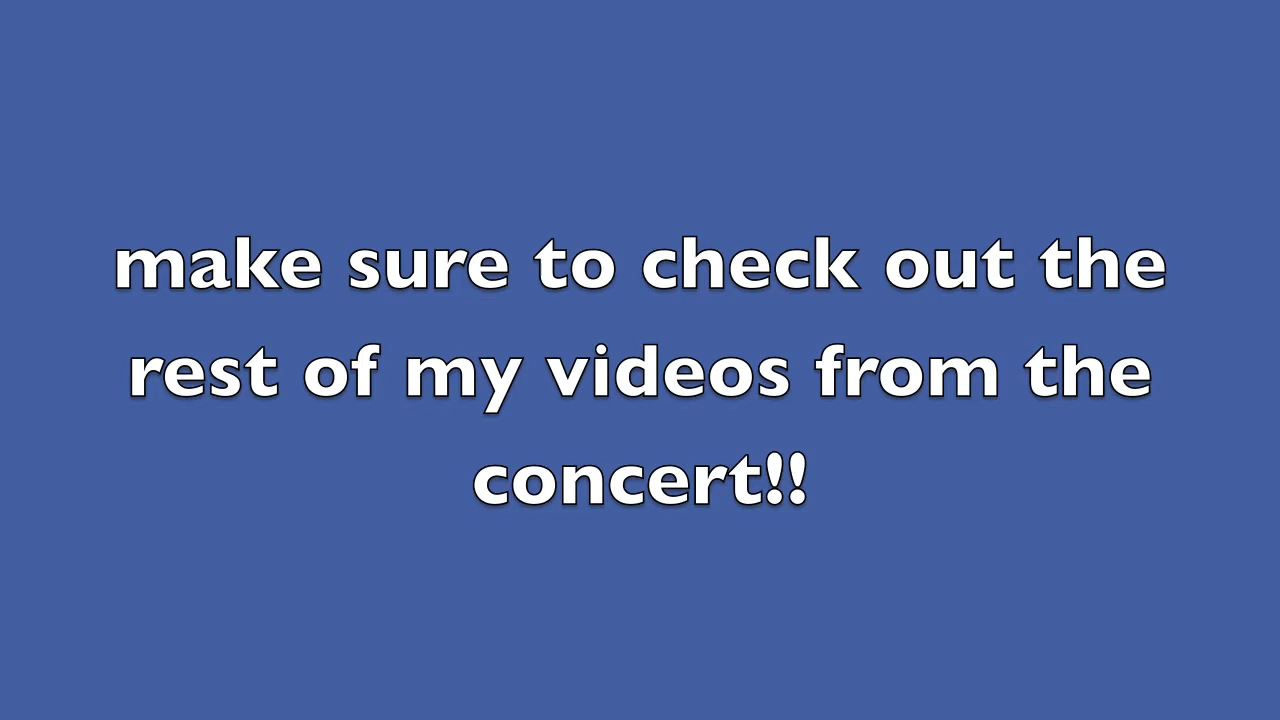 make sure to check out the
rest of my videos from the
concert!!